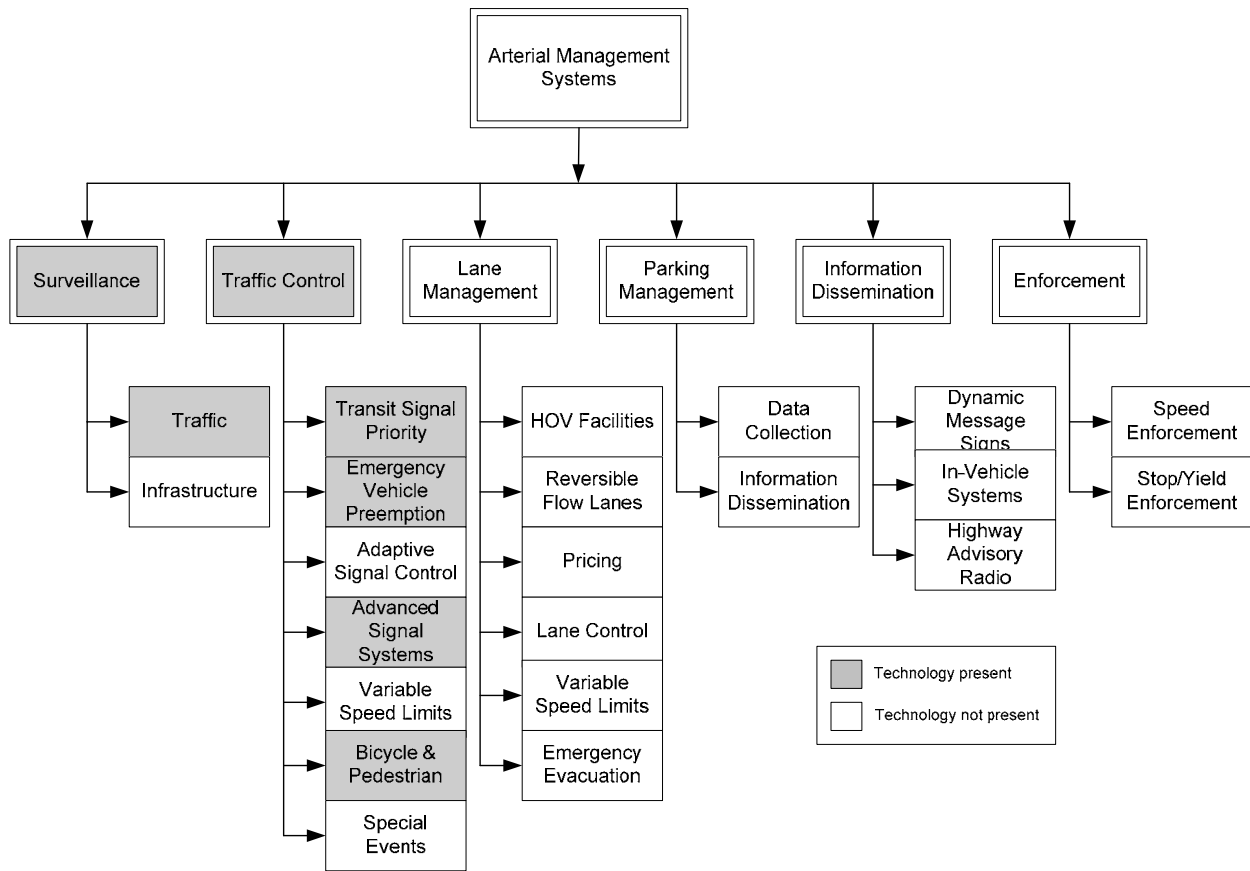 Arterial Management
Systems
Surveillance
Traffic Control
Lane
Management
Parking
Management
Information
Dissemination
Enforcement
Traffic
Infrastructure
Transit Signal
Priority
Emergency
Vehicle
Preemption
Adaptive
Signal Control
Advanced
Signal
Systems
Variable
Speed Limits
Bicycle &
Pedestrian
Special
Events
HOV Facilities
Reversible
Flow Lanes
Pricing
Lane Control
Variable
Speed Limits
Emergency
Evacuation
Data
Collection
Information
Dissemination
Dynamic
Message
Signs
In-Vehicle
Systems
Highway
Advisory
Radio
Speed
Enforcement
Stop/Yield
Enforcement
Technology present
Technology not present